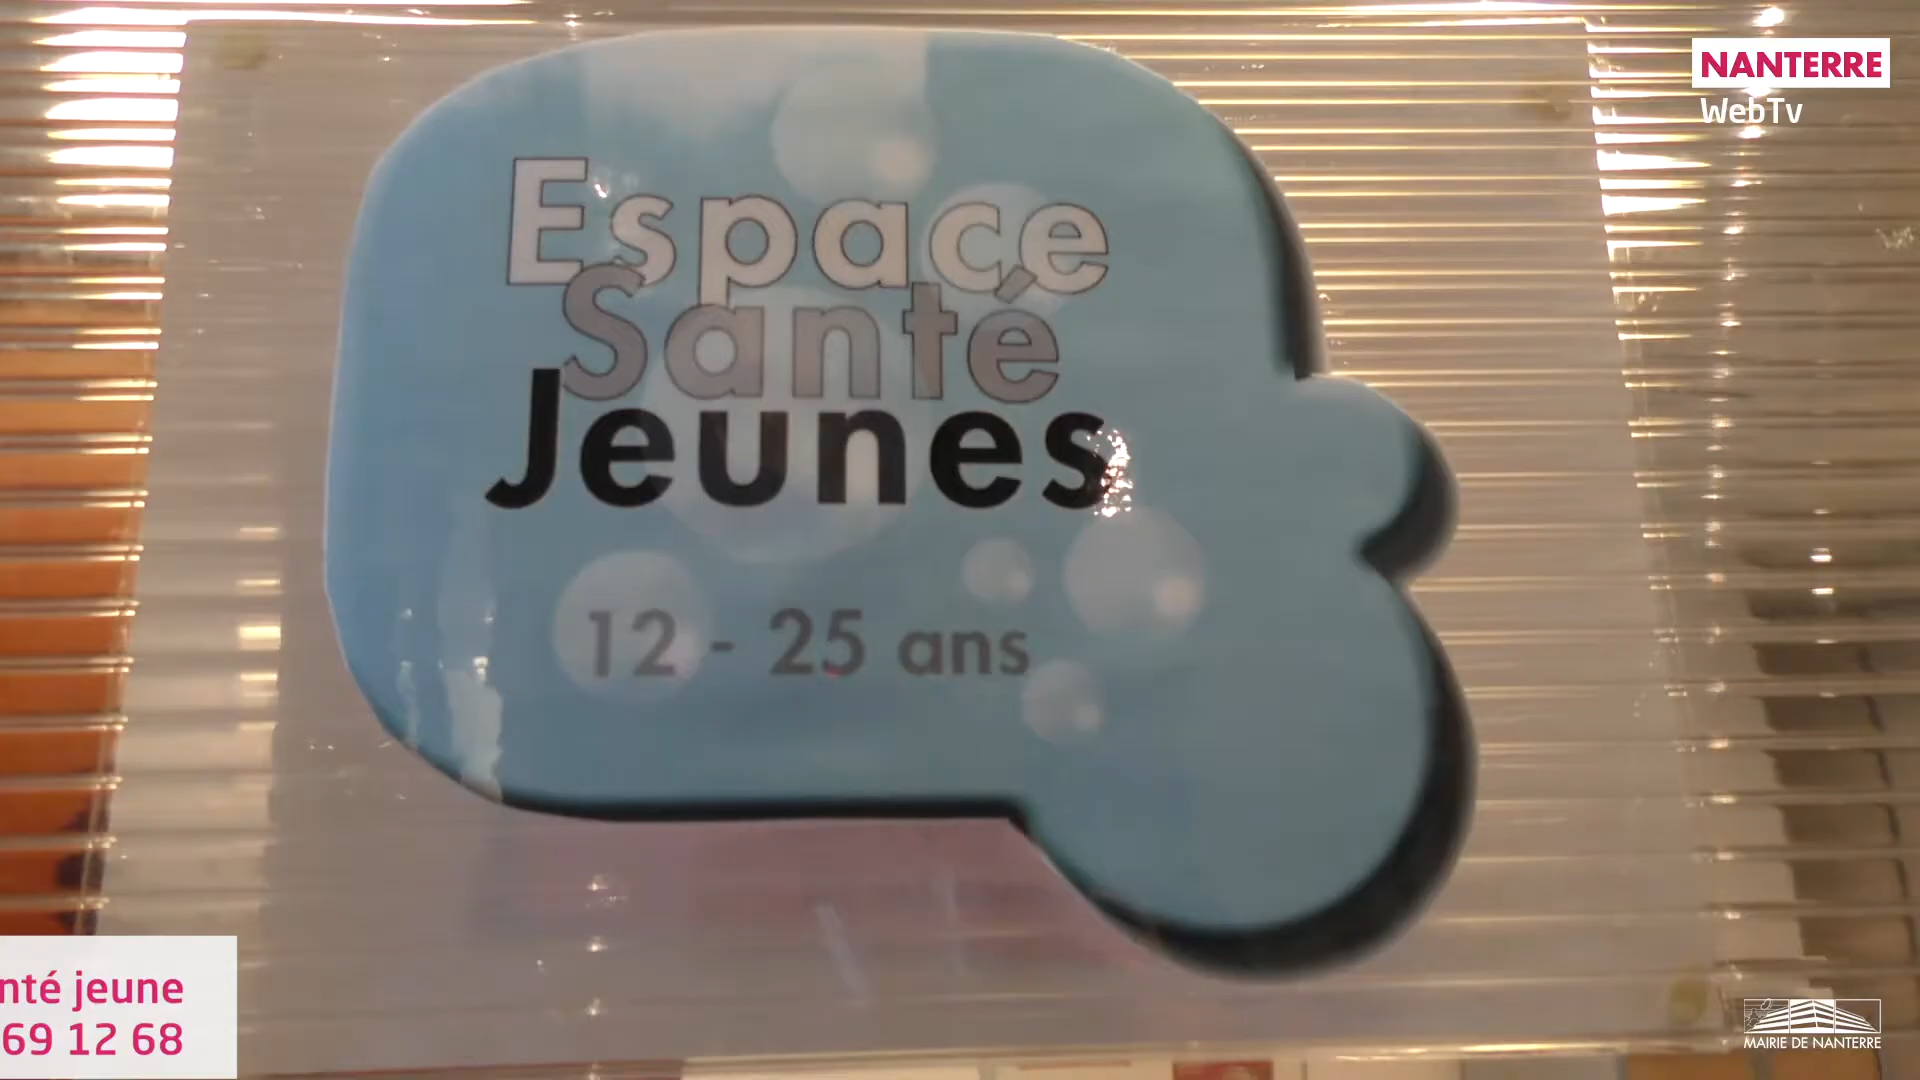 NANTERRE
WebTv
Espace
Santé
Jeunes
12 - 25 ans
nté jeune
69 12 68
MAIRIE DE NANTERRE